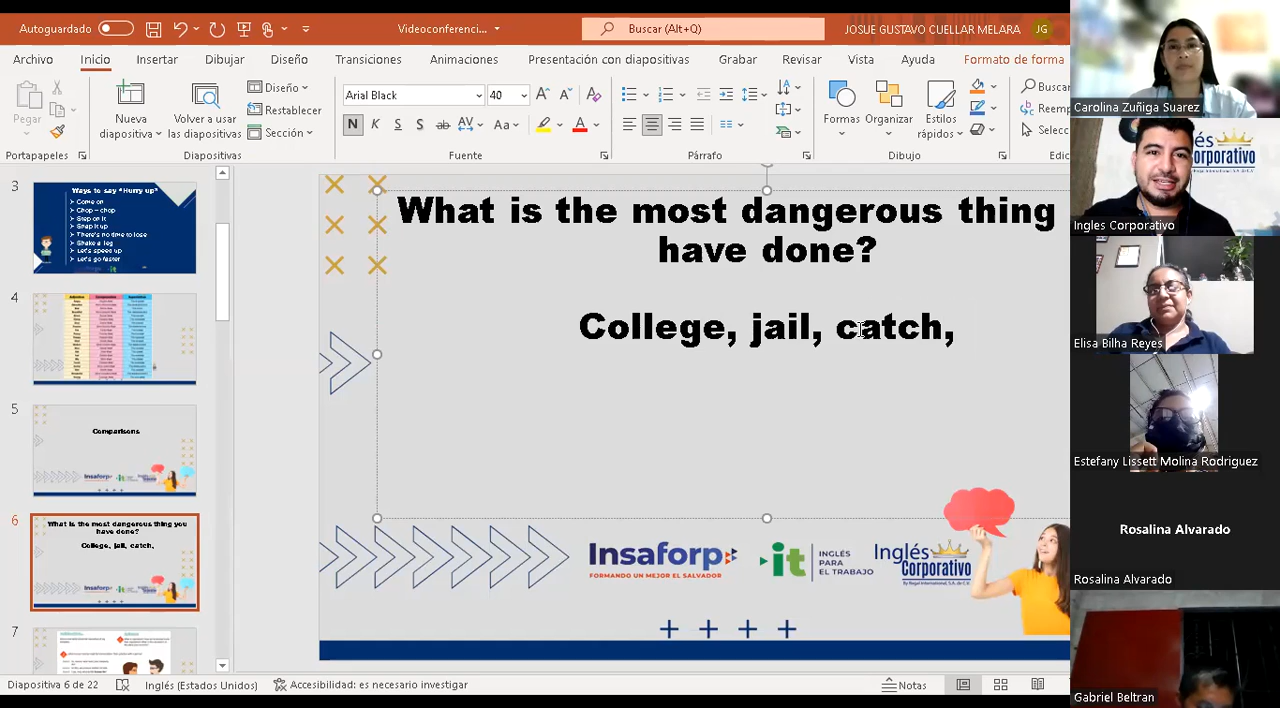 Autoguardado
Videoconferenci...
Buscar (Alt+Q)
JOSUE GUSTAVO CUELLAR MELARA
JG
Archivo
Inicio
Insertar
Dibujar
Diseño
Transiciones
Animaciones
Presentación con diapositivas
Grabar
Revisar
Vista
Ayuda
Formato de forma
Pegar
Nueva diapositiva
Volver a usar
las diapositivas
Diseño
Restablecer
Sección
Arial Black
40
Formas
Organizar
Estilos
rápidos
Buscar
Reemp
Selecc
Portapapeles
Diapositivas
Fuente
Párrafo
Dibujo
Edic
3
Ways to say "Hurry up"
Come on
Chop – chop
Step on it
Snap it up
There's no time to lose
Shake a leg
Let's speed up
Let's go faster
4
5
Comparisons
6
What is the most dangerous thing you
have done?
College, jail, catch,
7
What is the most dangerous thing
have done?
College, jail, catch,
Insaforp
FORMANDO UN MEJOR EL SALVADOR
it
INGLÉS
PARA
EL TRABAJO
Inglés
Corporativo
By Regal International, S.A. de C.V.
Diapositiva 6 de 22
Inglés (Estados Unidos)
Accesibilidad: es necesario investigar
Notas
Carolina Zuñiga Suarez
Ingles Corporativo
Elisa Bilha Reyes
Estefany Lissett Molina Rodriguez
Rosalina Alvarado
Rosalina Alvarado
Gabriel Beltran